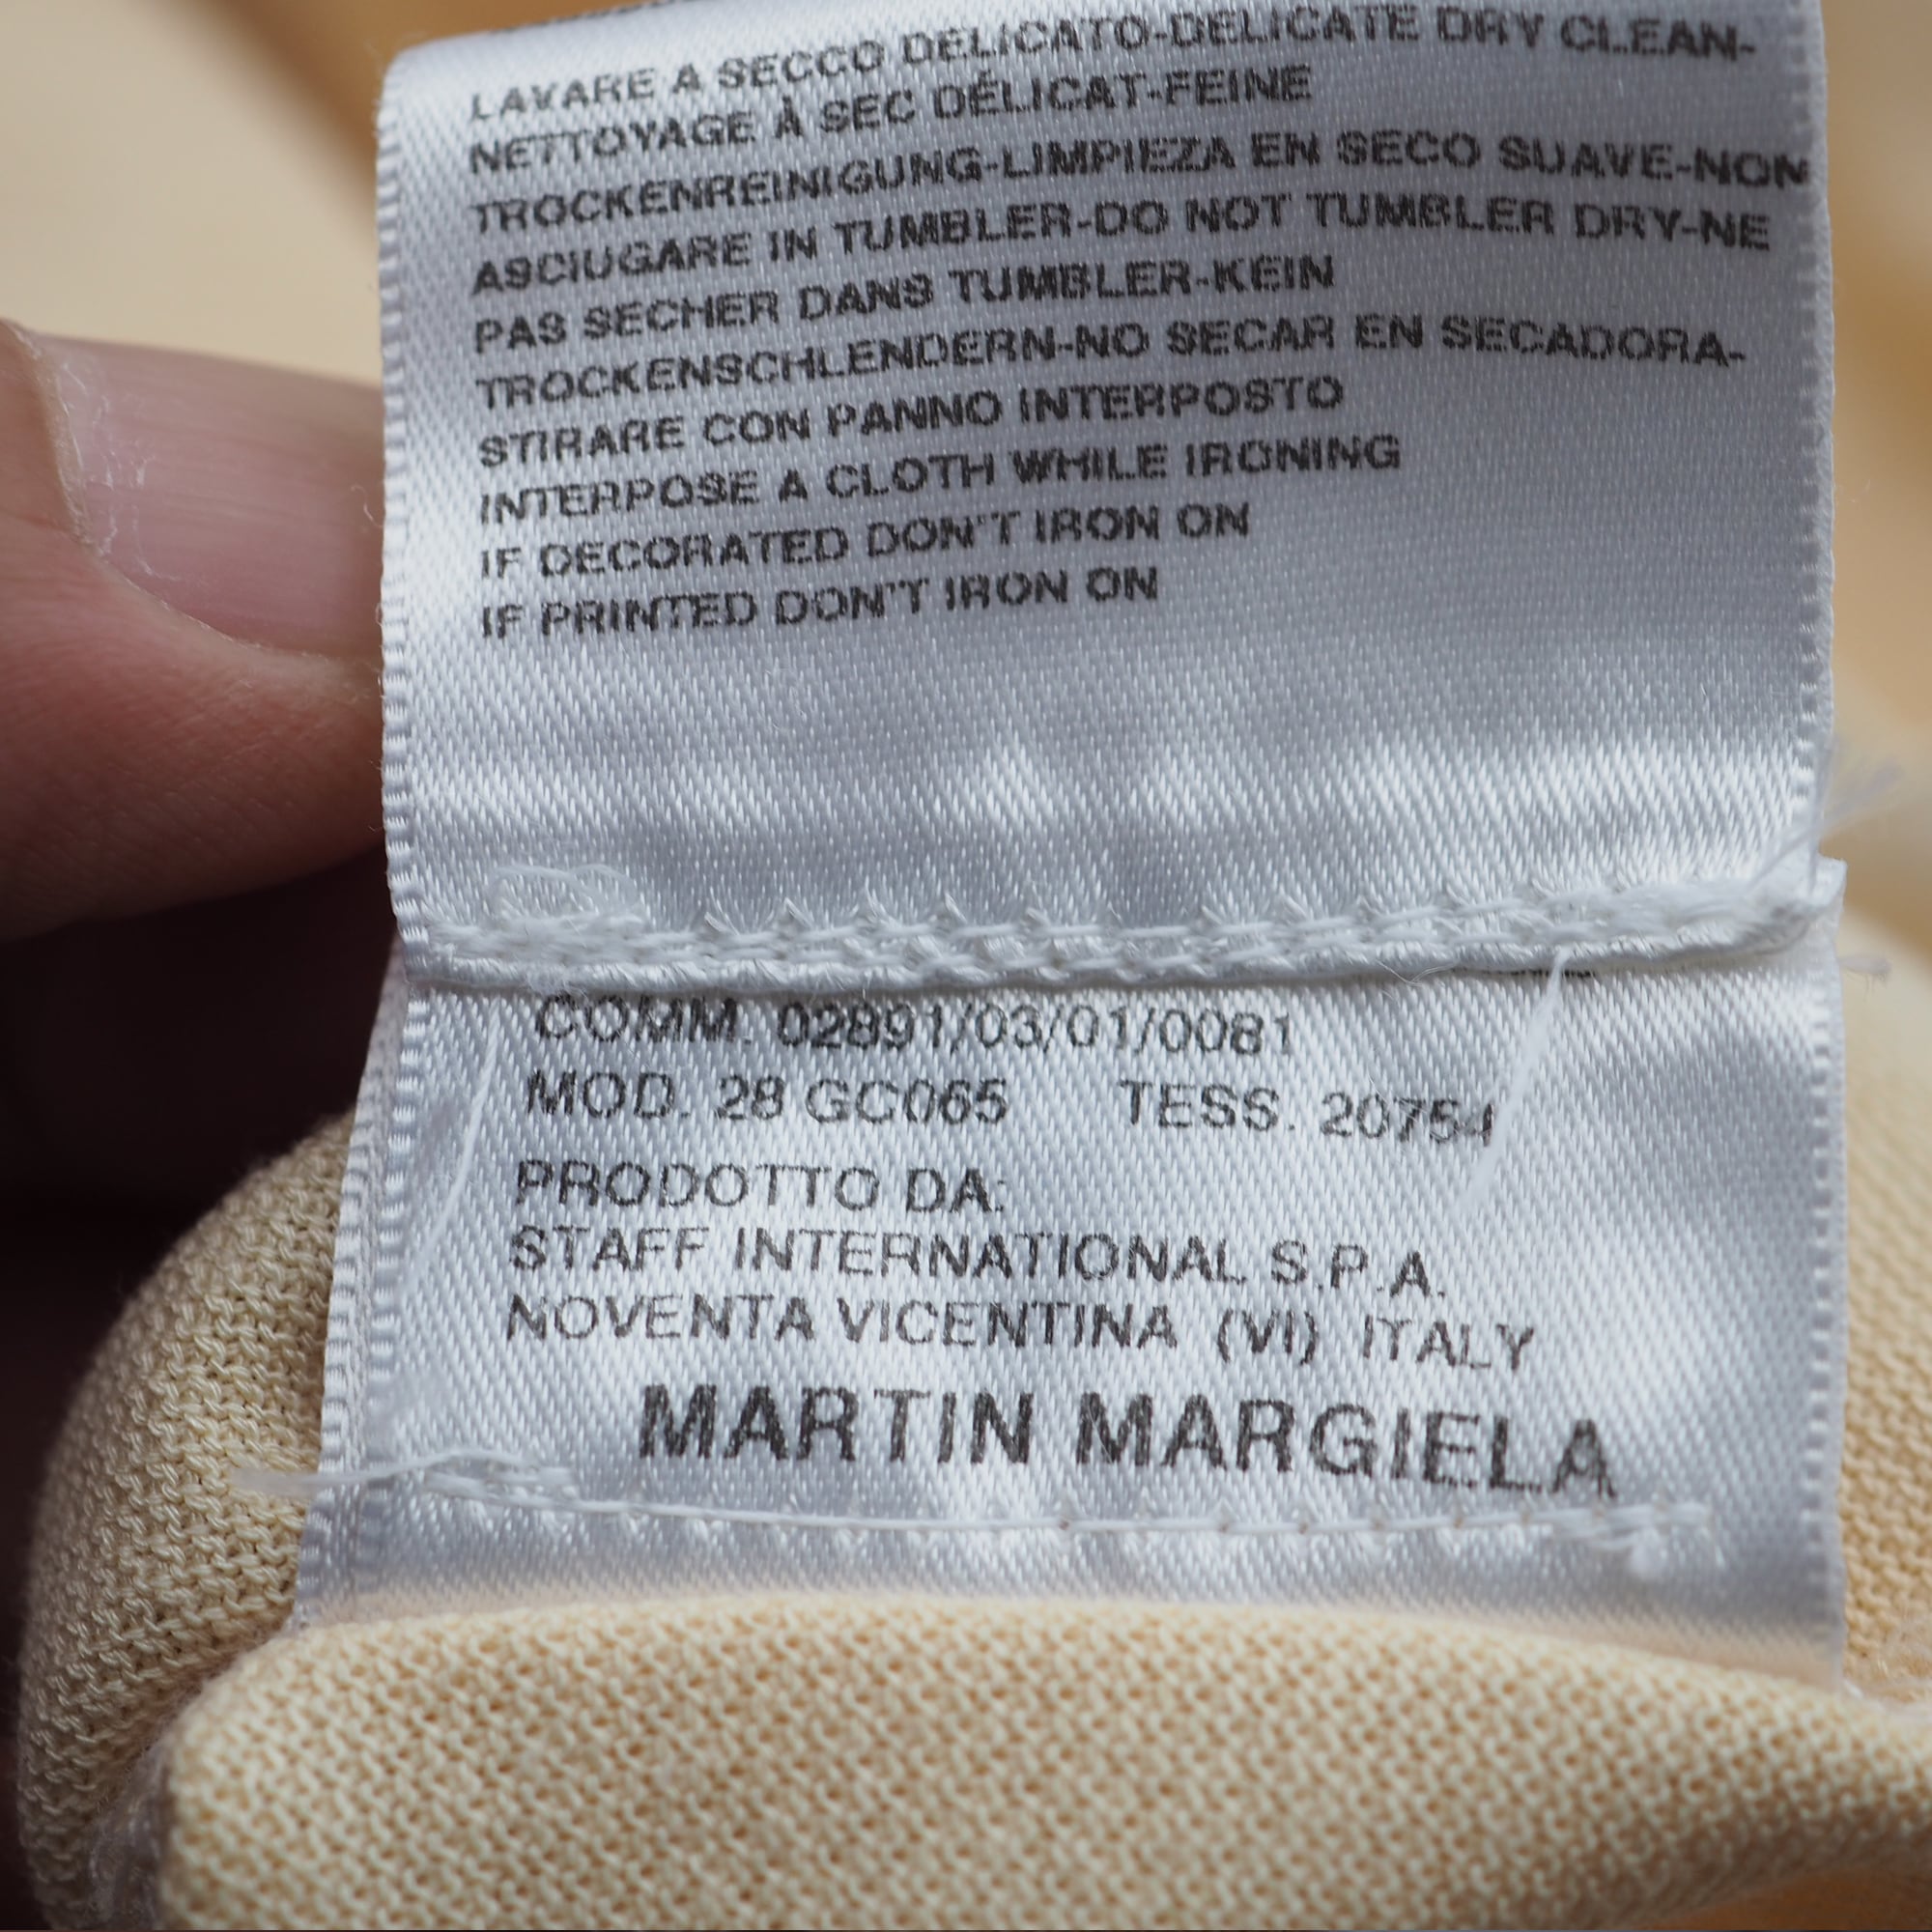 LAVARE A SECCO DELICATO-DELICATE DRY CLEAN-
NETTOYAGE À SEC DÉLICAT-FEINE
TROCKENREINIGUNG-LIMPIEZA EN SECO SUAVE-NON
ASCIUGARE IN TUMBLER-DO NOT TUMBLER DRY-NE
PAS SECHER DANS TUMBLER-KEIN
TROCKENSCHLENDERN-NO SECAR EN SECADORA-
STIRARE CON PANNO INTERPOSTO
INTERPOSE A CLOTH WHILE IRONING
IF DECORATED DON'T IRON ON
IF PRINTED DON'T IRON ON
COMM. 02891/03/01/0081
MOD. 28 GC065 TESS. 20754
PRODOTTO DA:
STAFF INTERNATIONAL S.P.A.
NOVENTA VICENTINA (VI) ITALY
MARTIN MARGIELA